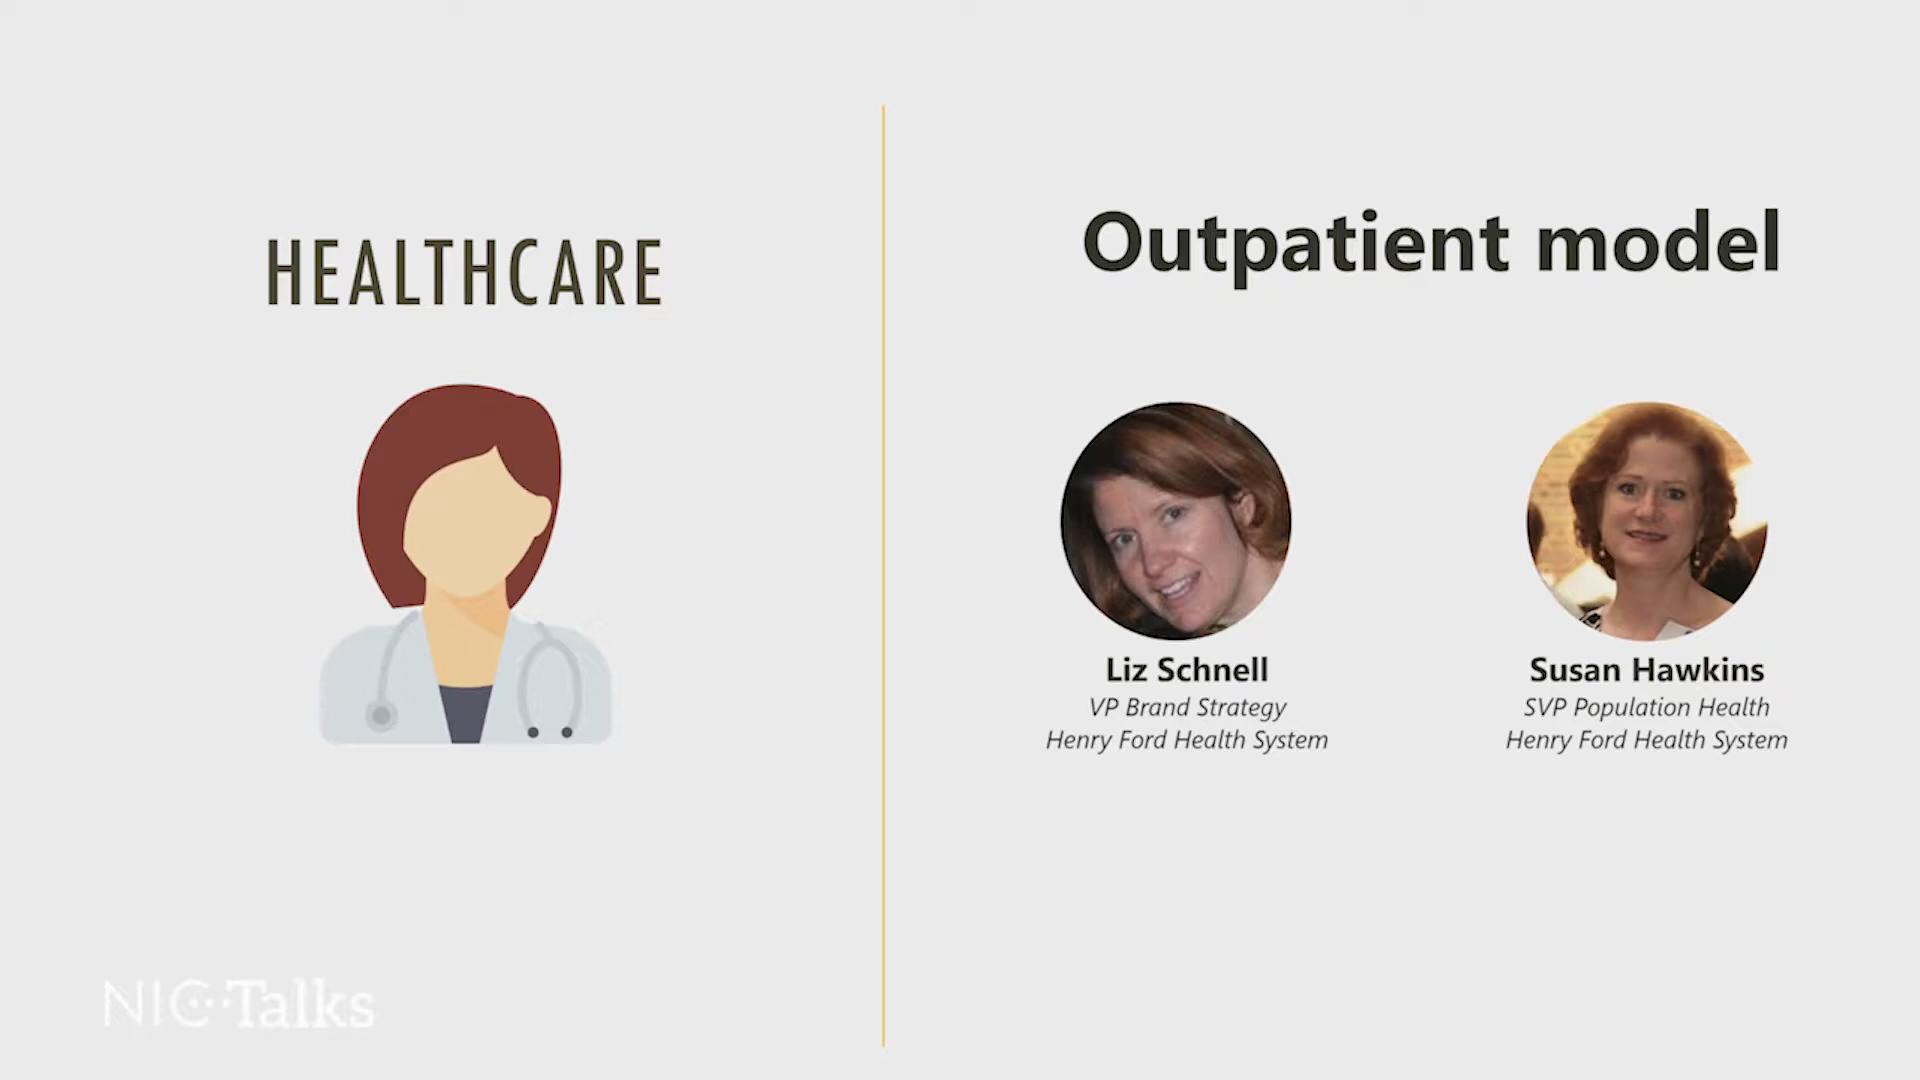 HEALTHCARE
Outpatient model
Liz Schnell
VP Brand Strategy
Henry Ford Health System
Susan Hawkins
SVP Population Health
Henry Ford Health System
NIC Talks